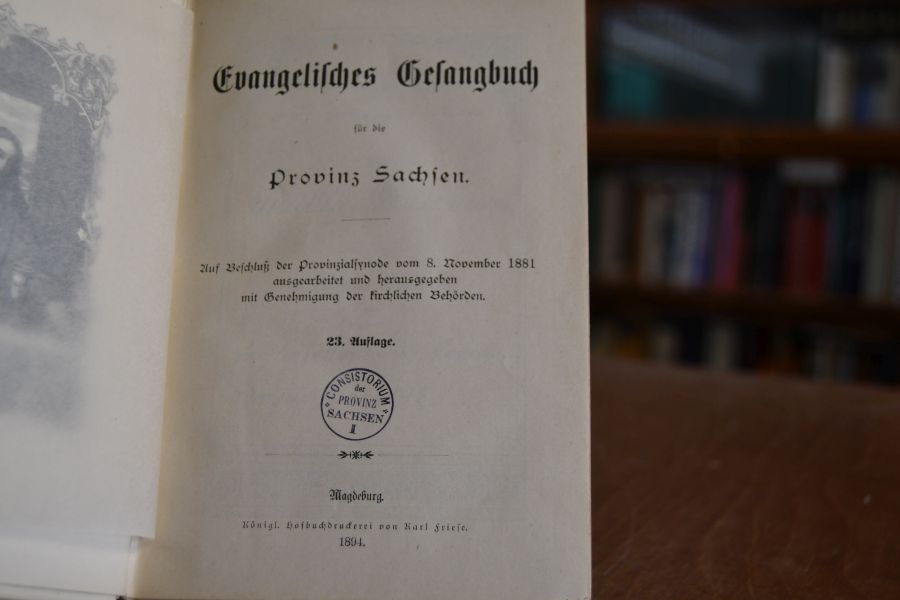 Evangelisches Gesangbuch
für die
Provinz Sachsen.
Auf Beschluß der Provinzialsynode vom 8. November 1881
ausgearbeitet und herausgegeben
mit Genehmigung der kirchlichen Behörden.
23. Auflage.
CONSISTORIUM
der
PROVINZ
SACHSEN
1
Magdeburg.
Königl. Hofbuchdruckerei von Karl Friese.
1894.